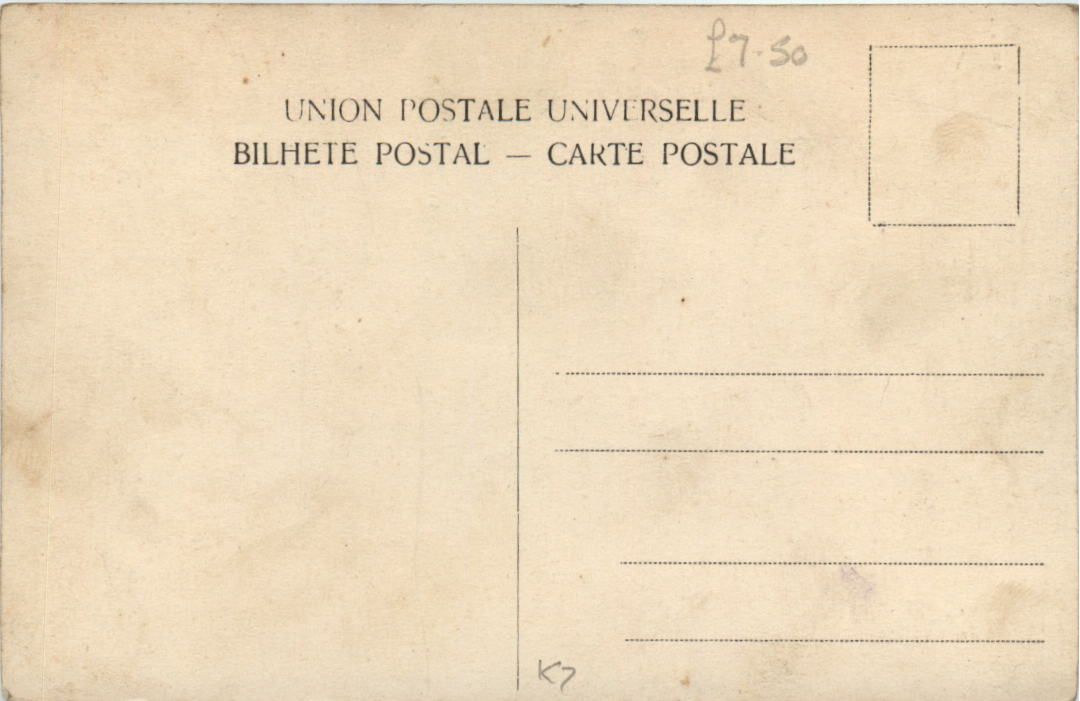 £7-50
UNION POSTALE UNIVERSELLE
BILHETE POSTAL — CARTE POSTALE
K7